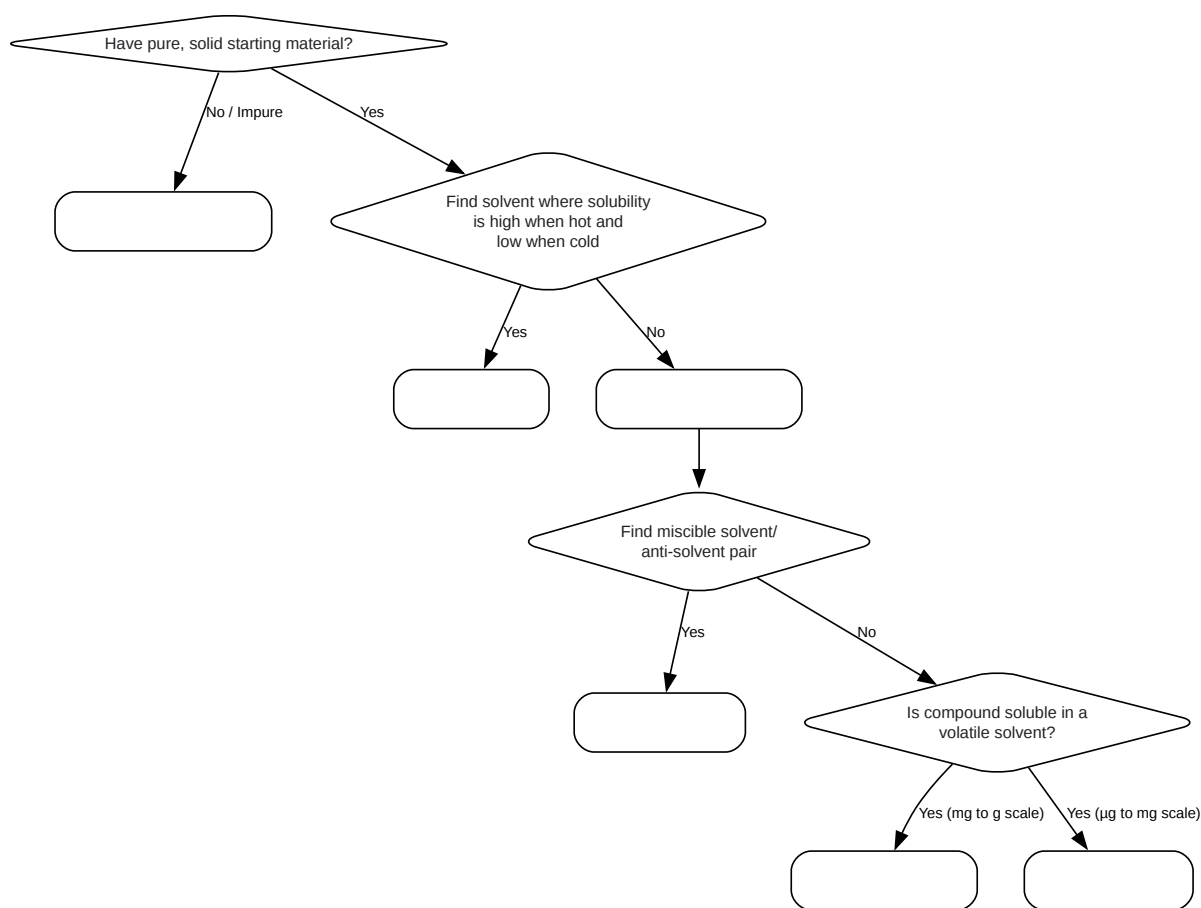 Have pure, solid starting material?
No / Impure
Yes
Find solvent where solubility
is high when hot and
low when cold
Yes
No
Find miscible solvent/
anti-solvent pair
Yes
No
Is compound soluble in a
volatile solvent?
Yes (mg to g scale)
Yes (µg to mg scale)